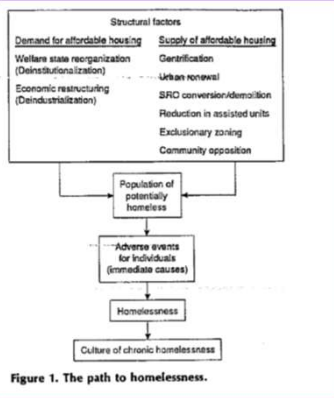 Structural factors
Demand for affordable housing
Welfare state reorganization
(Deinstitutionalization)
Economic restructuring
(Deindustrialization)
Supply of affordable housing
Gentrification
Urban renewal
SRO conversion/demolition
Reduction in assisted units
Exclusionary zoning
Community opposition
Population of
potentially
homeless
Adverse events
for individuals
(immediate causes)
Homelessness
Culture of chronic homelessness
Figure 1. The path to homelessness.